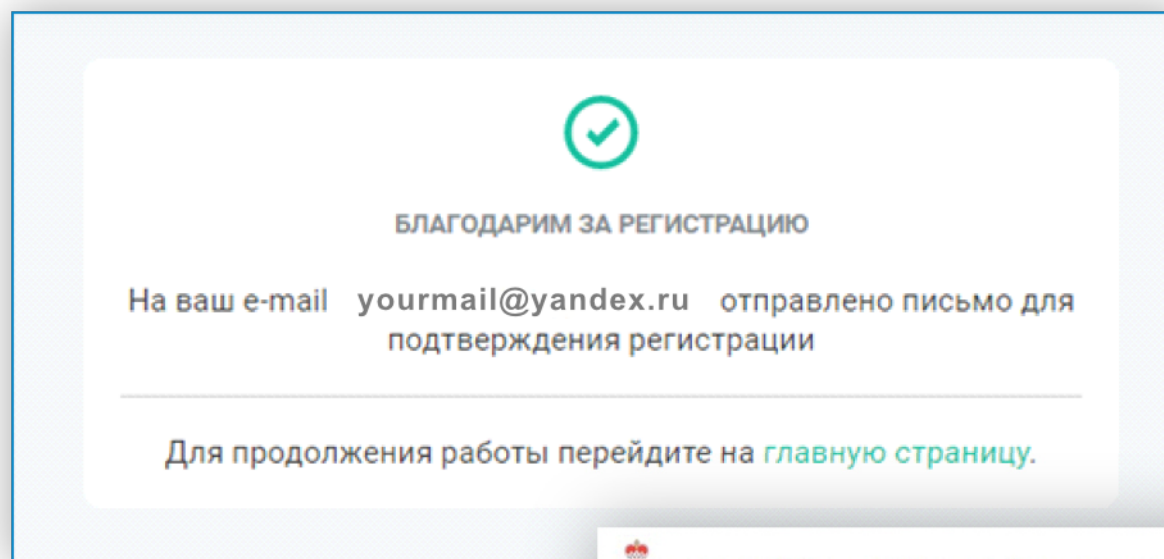 БЛАГОДАРИМ ЗА РЕГИСТРАЦИЮ
На ваш e-mail yourmail@yandex.ru отправлено письмо для
подтверждения регистрации
Для продолжения работы перейдите на главную страницу.